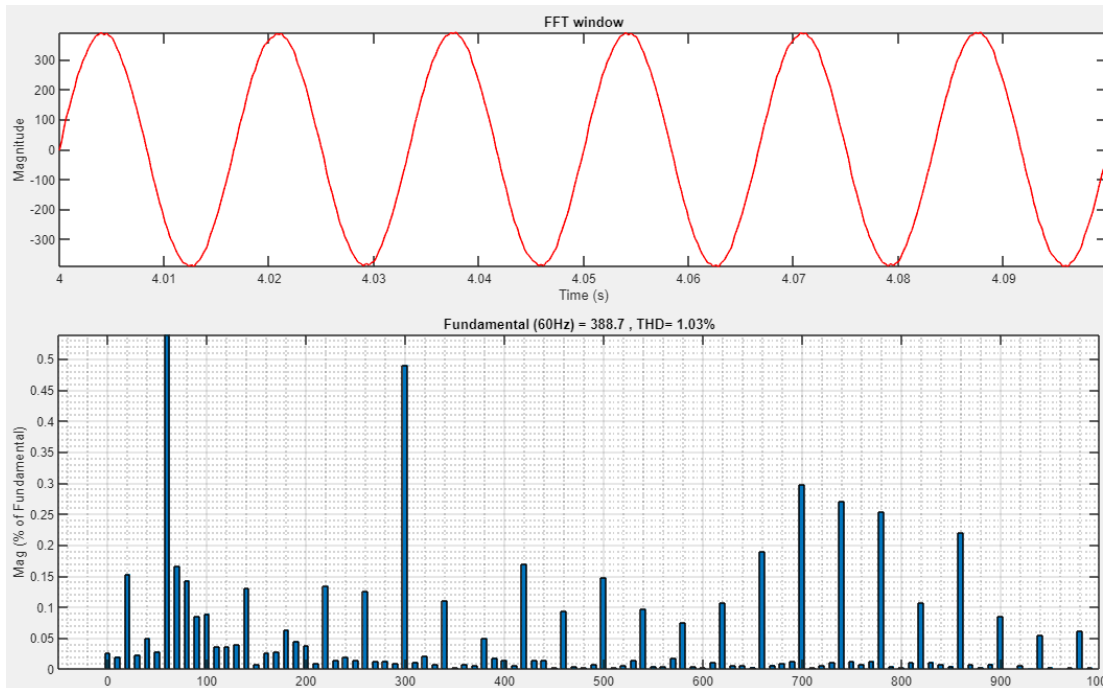 FFT window
300
200
100
0
-100
-200
-300
Magnitude
4 4.01 4.02 4.03 4.04 4.05 4.06 4.07 4.08 4.09
Time (s)
Fundamental (60Hz) = 388.7 , THD= 1.03%
0.5
0.45
0.4
0.35
0.3
0.25
0.2
0.15
0.1
0.05
0
Mag (% of Fundamental)
0 100 200 300 400 500 600 700 800 900 100